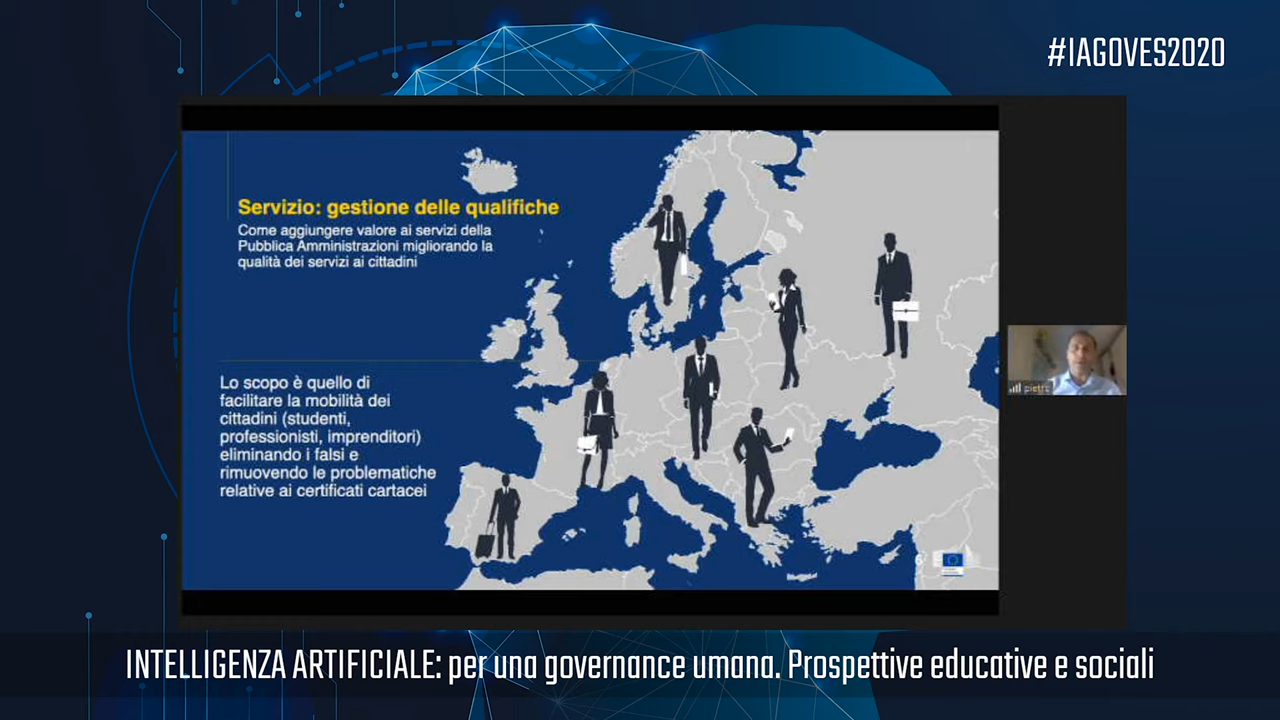 #IAGOVES2020
Servizio: gestione delle qualifiche
Come aggiungere valore ai servizi della
Pubblica Amministrazioni migliorando la
qualità dei servizi ai cittadini
Lo scopo è quello di
facilitare la mobilità dei
cittadini (studenti,
professionisti, imprenditori)
eliminando i falsi e
rimuovendo le problematiche
relative ai certificati cartacei
6
INTELLIGENZA ARTIFICIALE: per una governance umana. Prospettive educative e sociali